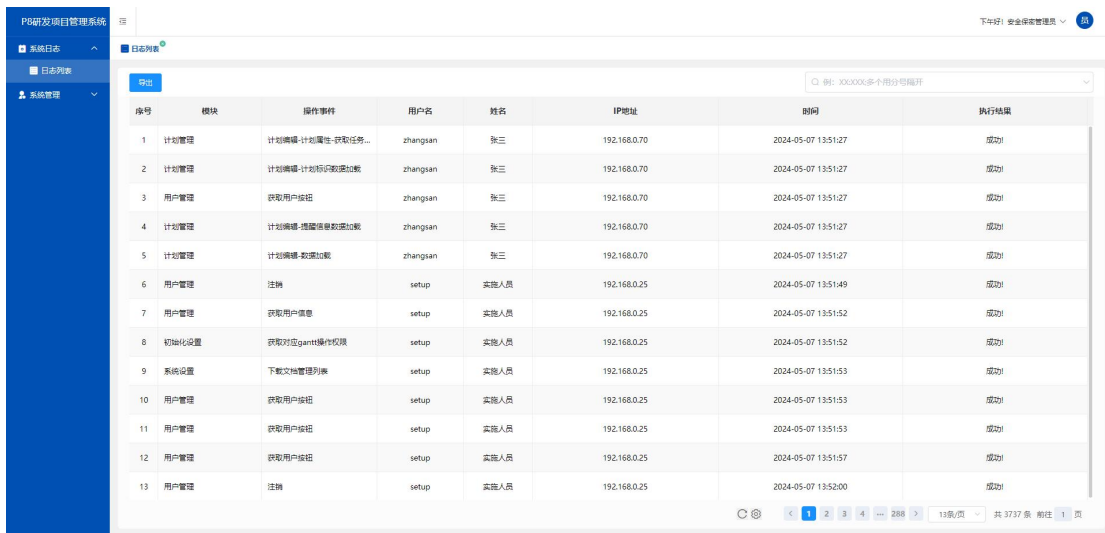 P8研发项目管理系统
下午好！安全保密管理员 员
系统日志
日志列表
日志列表
系统管理
导出 例：XX:XXX;多个用分号隔开
序号 模块 操作事件 用户名 姓名 IP地址 时间 执行结果
1 计划管理 计划编辑-计划属性-获取任务... zhangsan 张三 192.168.0.70 2024-05-07 13:51:27 成功!
2 计划管理 计划编辑-计划标识数据加载 zhangsan 张三 192.168.0.70 2024-05-07 13:51:27 成功!
3 用户管理 获取用户按钮 zhangsan 张三 192.168.0.70 2024-05-07 13:51:27 成功!
4 计划管理 计划编辑-提醒信息数据加载 zhangsan 张三 192.168.0.70 2024-05-07 13:51:27 成功!
5 计划管理 计划编辑-数据加载 zhangsan 张三 192.168.0.70 2024-05-07 13:51:27 成功!
6 用户管理 注销 setup 实施人员 192.168.0.25 2024-05-07 13:51:49 成功!
7 用户管理 获取用户信息 setup 实施人员 192.168.0.25 2024-05-07 13:51:52 成功!
8 初始化设置 获取对应gantt操作权限 setup 实施人员 192.168.0.25 2024-05-07 13:51:52 成功!
9 系统设置 下载文档管理列表 setup 实施人员 192.168.0.25 2024-05-07 13:51:53 成功!
10 用户管理 获取用户按钮 setup 实施人员 192.168.0.25 2024-05-07 13:51:53 成功!
11 用户管理 获取用户按钮 setup 实施人员 192.168.0.25 2024-05-07 13:51:53 成功!
12 用户管理 获取用户按钮 setup 实施人员 192.168.0.25 2024-05-07 13:51:57 成功!
13 用户管理 注销 setup 实施人员 192.168.0.25 2024-05-07 13:52:00 成功!
1 2 3 4 ... 288 13条/页 共 3737 条 前往 1 页